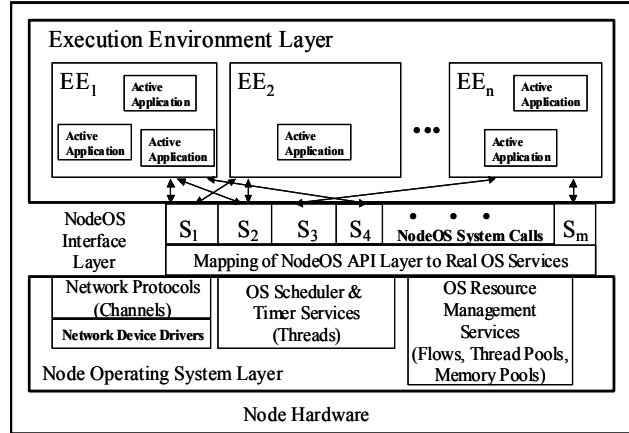 Execution Environment Layer
EE1
Active
Application
Active
Application
Active
Application
EE2
Active
Application
EEn
Active
Application
Active
Application
NodeOS
Interface
Layer
S1 S2 S3 S4 NodeOS System Calls Sm
Mapping of NodeOS API Layer to Real OS Services
Network Protocols
(Channels)
Network Device Drivers
OS Scheduler &
Timer Services
(Threads)
OS Resource
Management
Services
(Flows, Thread Pools,
Memory Pools)
Node Operating System Layer
Node Hardware